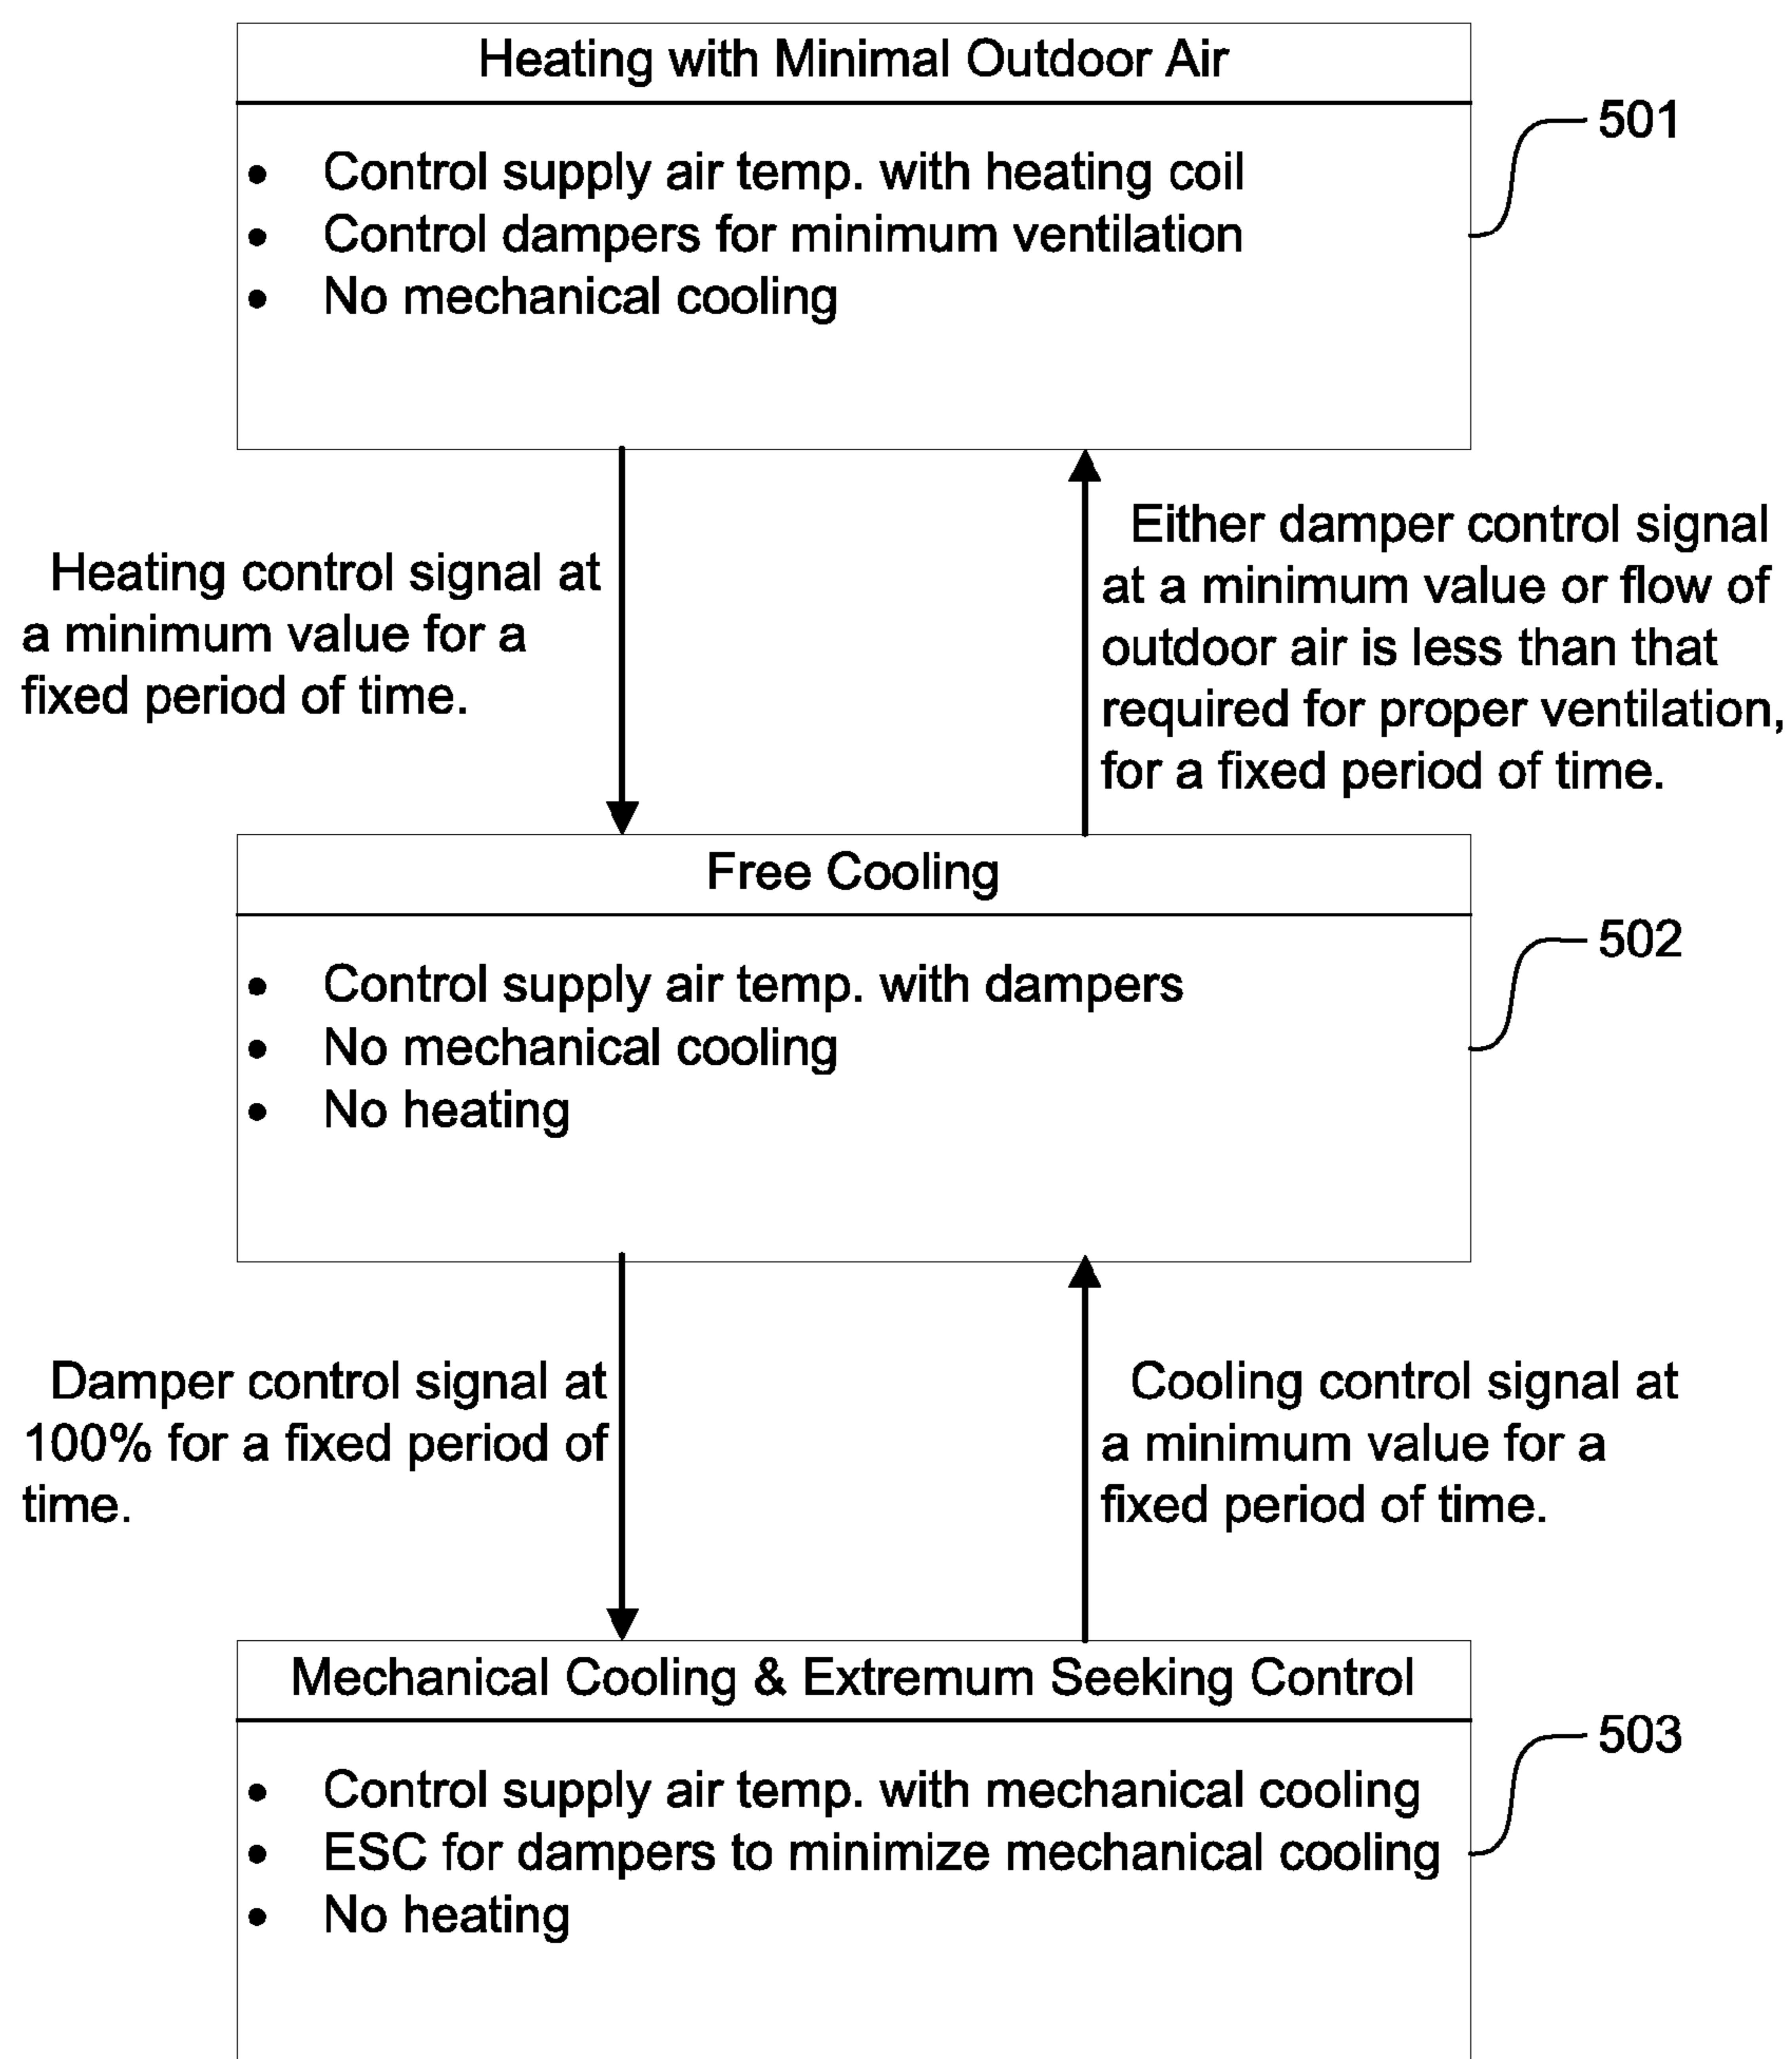 Heating with Minimal Outdoor Air
501
• Control supply air temp. with heating coil
• Control dampers for minimum ventilation
• No mechanical cooling
Heating control signal at
a minimum value for a
fixed period of time.
Either damper control signal
at a minimum value or flow of
outdoor air is less than that
required for proper ventilation,
for a fixed period of time.
Free Cooling
502
• Control supply air temp. with dampers
• No mechanical cooling
• No heating
Damper control signal at
100% for a fixed period of
time.
Cooling control signal at
a minimum value for a
fixed period of time.
Mechanical Cooling & Extremum Seeking Control
503
• Control supply air temp. with mechanical cooling
• ESC for dampers to minimize mechanical cooling
• No heating